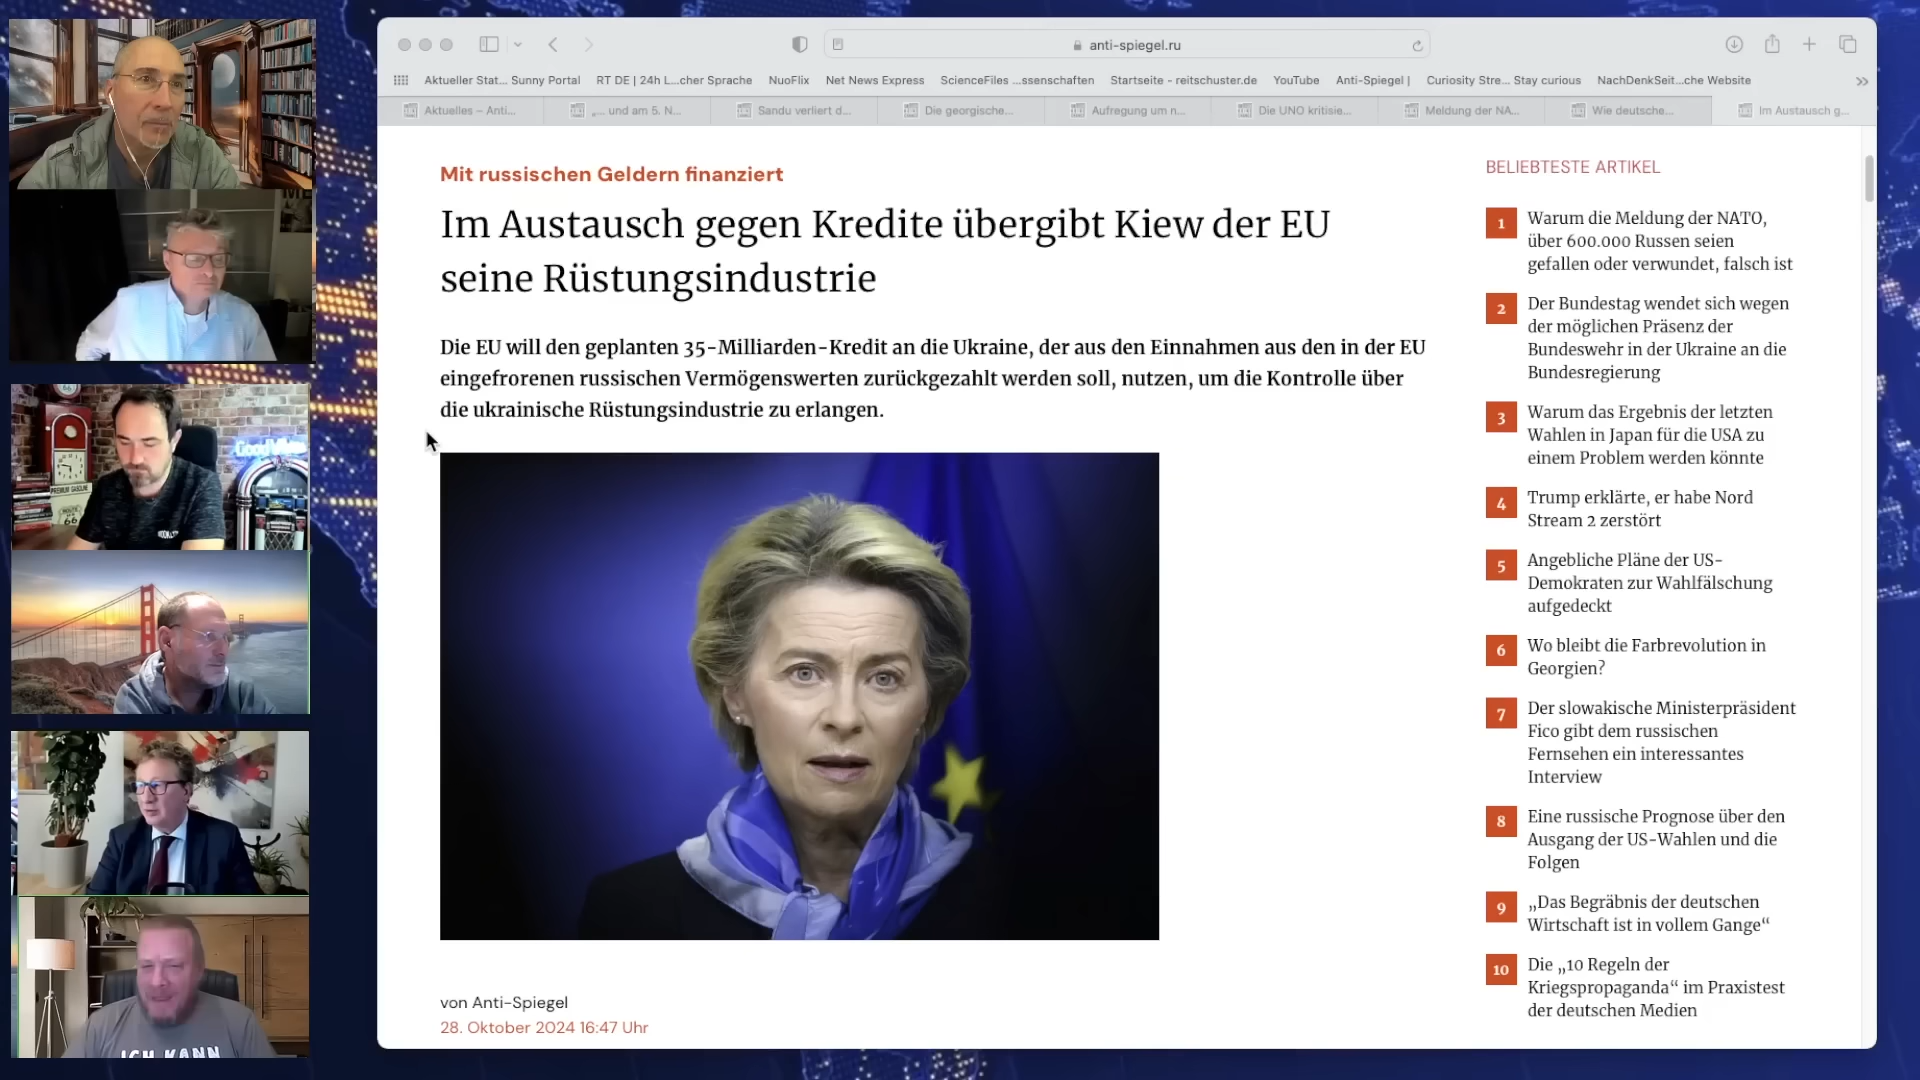 anti-spiegel.ru
Aktueller Stat... Sunny Portal
RT DE | 24h L...cher Sprache
NuoFlix
Net News Express
ScienceFiles ...ssenschaften
Startseite - reitschuster.de
YouTube
Anti-Spiegel |
Curiosity Stre... Stay curious
NachDenkSeit...che Website
Aktuelles – Anti...
„... und am 5. N...
Sandu verliert d...
Die georgische...
Aufregung um n...
Die UNO kritisie...
Meldung der NA...
Wie deutsche...
Im Austausch g...
Mit russischen Geldern finanziert
Im Austausch gegen Kredite übergibt Kiew der EU
seine Rüstungsindustrie
Die EU will den geplanten 35-Milliarden-Kredit an die Ukraine, der aus den Einnahmen aus den in der EU
eingefrorenen russischen Vermögenswerten zurückgezahlt werden soll, nutzen, um die Kontrolle über
die ukrainische Rüstungsindustrie zu erlangen.
von Anti-Spiegel
28. Oktober 2024 16:47 Uhr
BELIEBTESTE ARTIKEL
1 Warum die Meldung der NATO,
über 600.000 Russen seien
gefallen oder verwundet, falsch ist
2 Der Bundestag wendet sich wegen
der möglichen Präsenz der
Bundeswehr in der Ukraine an die
Bundesregierung
3 Warum das Ergebnis der letzten
Wahlen in Japan für die USA zu
einem Problem werden könnte
4 Trump erklärte, er habe Nord
Stream 2 zerstört
5 Angebliche Pläne der US-
Demokraten zur Wahlfälschung
aufgedeckt
6 Wo bleibt die Farbrevolution in
Georgien?
7 Der slowakische Ministerpräsident
Fico gibt dem russischen
Fernsehen ein interessantes
Interview
8 Eine russische Prognose über den
Ausgang der US-Wahlen und die
Folgen
9 „Das Begräbnis der deutschen
Wirtschaft ist in vollem Gange“
10 Die „10 Regeln der
Kriegspropaganda“ im Praxistest
der deutschen Medien
PREMIUM GASOLINE
66
ICH KANN